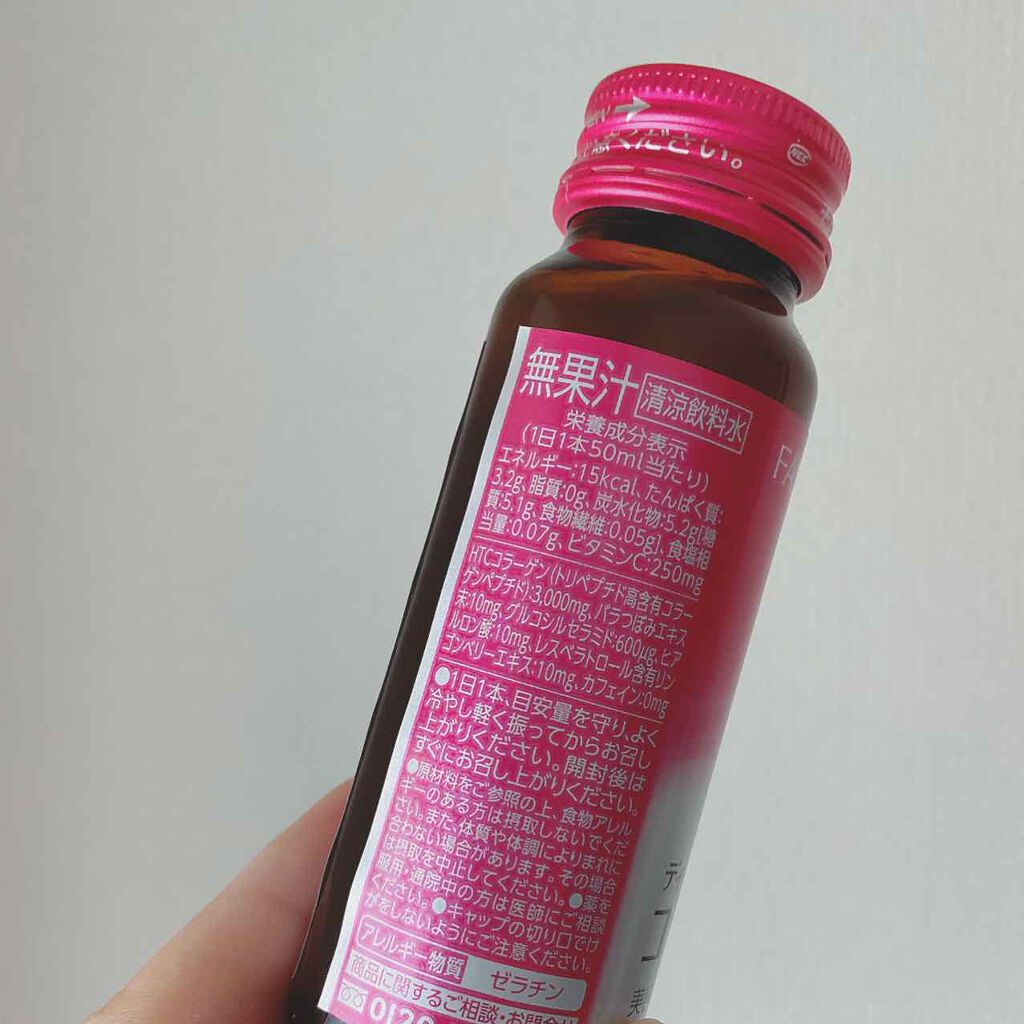 ください。
NCC
無果汁 清涼飲料水
栄養成分表示
(1日1本50ml当たり)
エネルギー:15kcal、たんぱく質:
3.2g、脂質:0g、炭水化物:5.2g(糖
質:5.1g、食物繊維:0.05g)、食塩相
当量:0.07g、ビタミンC:250mg
HTCコラーゲン(トリペプチド高含有コラー
ゲンペプチド):3,000mg、バラつぼみエキス
末:10mg、グルコシルセラミド:600μg、ヒア
ルロン酸:10mg、レスベラトロール含有リン
ゴンベリーエキス:10mg、カフェイン:0mg
●1日1本、目安量を守り、よく
冷やし軽く振ってからお召し
上がりください。開封後は
すぐにお召し上がりください。
●原材料をご参照の上、食物アレル
ギーのある方は摂取しないでくだ
さい。また、体質や体調によりまれに
合わない場合があります。その場合
は摂取を中止してください。●薬を
服用・通院中の方は医師にご相談
ください。●キャップの切り口でけ
がをしないようにご注意ください。
アレルギー物質 ゼラチン
商品に関するご相談・お問合せ
0120
FA
デ
コ
美